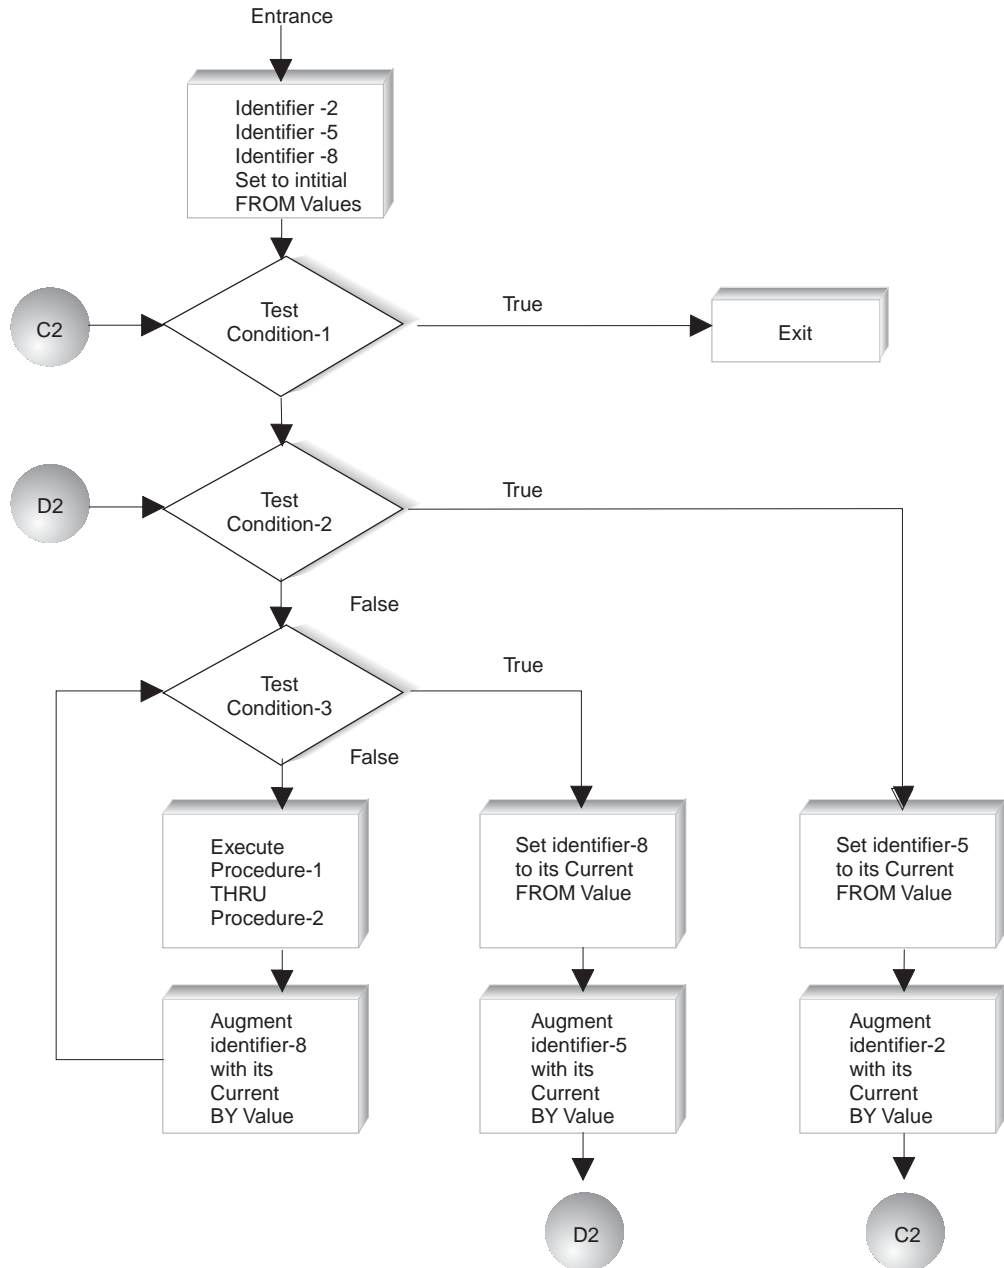 Entrance
Identifier -2
Identifier -5
Identifier -8
Set to intitial
FROM Values
C2
Test
Condition-1
True
Exit
D2
Test
Condition-2
True
False
Test
Condition-3
True
False
Execute
Procedure-1
THRU
Procedure-2
Set identifier-8
to its Current
FROM Value
Set identifier-5
to its Current
FROM Value
Augment
identifier-8
with its
Current
BY Value
Augment
identifier-5
with its
Current
BY Value
Augment
identifier-2
with its
Current
BY Value
D2
C2